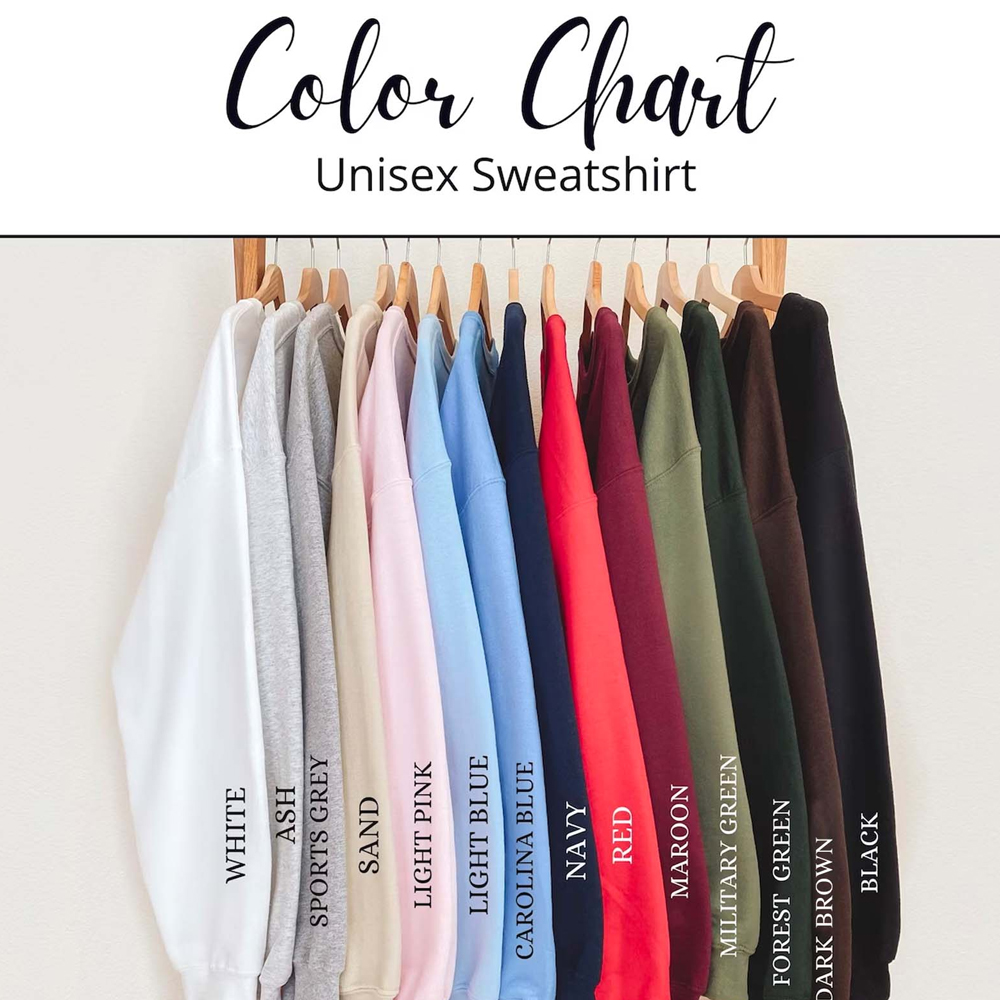 Color Chart
Unisex Sweatshirt
WHITE
ASH
SPORTS GREY
SAND
LIGHT PINK
LIGHT BLUE
CAROLINA BLUE
NAVY
RED
MAROON
MILITARY GREEN
FOREST GREEN
DARK BROWN
BLACK